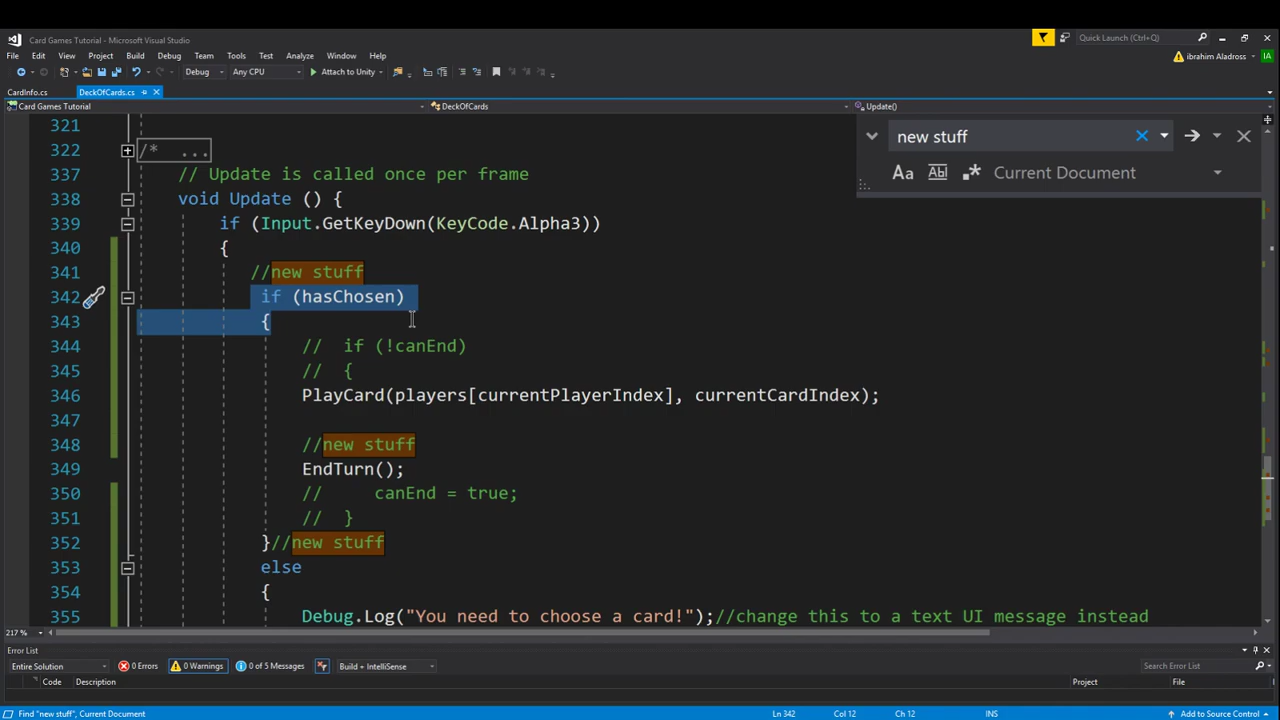 Card Games Tutorial - Microsoft Visual Studio
Quick Launch (Ctrl+Q)
File Edit View Project Build Debug Team Tools Test Analyze Window Help
ibrahim Aladross
IA
Debug Any CPU Attach to Unity
CardInfo.cs DeckOfCards.cs
Card Games Tutorial DeckOfCards Update()
new stuff
Aa Abl .* Current Document
321
322 /* ...
337 // Update is called once per frame
338 void Update () {
339 if (Input.GetKeyDown(KeyCode.Alpha3))
340 {
341 //new stuff
342 if (hasChosen)
343 {
344 // if (!canEnd)
345 // {
346 PlayCard(players[currentPlayerIndex], currentCardIndex);
347
348 //new stuff
349 EndTurn();
350 // canEnd = true;
351 // }
352 }//new stuff
353 else
354 {
355 Debug.Log("You need to choose a card!");//change this to a text UI message instead
217 %
Error List
Entire Solution 0 Errors 0 Warnings 0 of 5 Messages Build + IntelliSense Search Error List
Code Description Project File
Find "new stuff", Current Document Ln 342 Col 12 Ch 12 INS Add to Source Control